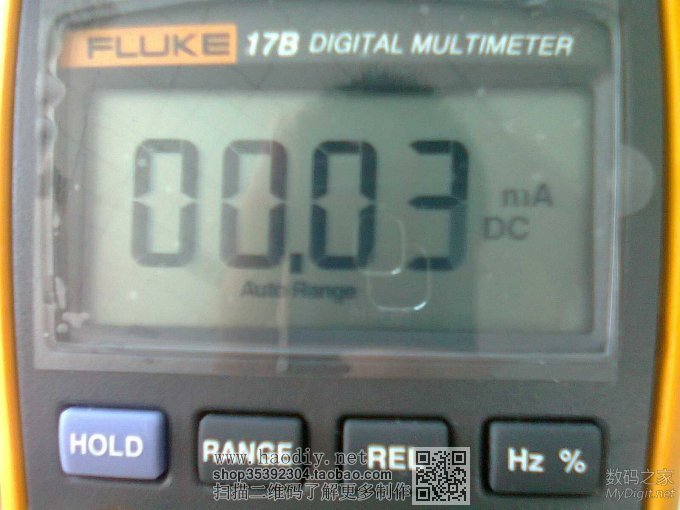 FLUKE 17B DIGITAL MULTIMETER
00.03 mA
DC
Auto Range
HOLD RANGE REL Hz %
www.haodiy.net
shop35392304.taobao.com
扫描二维码了解更多制作
数码之家
MyDigit.net